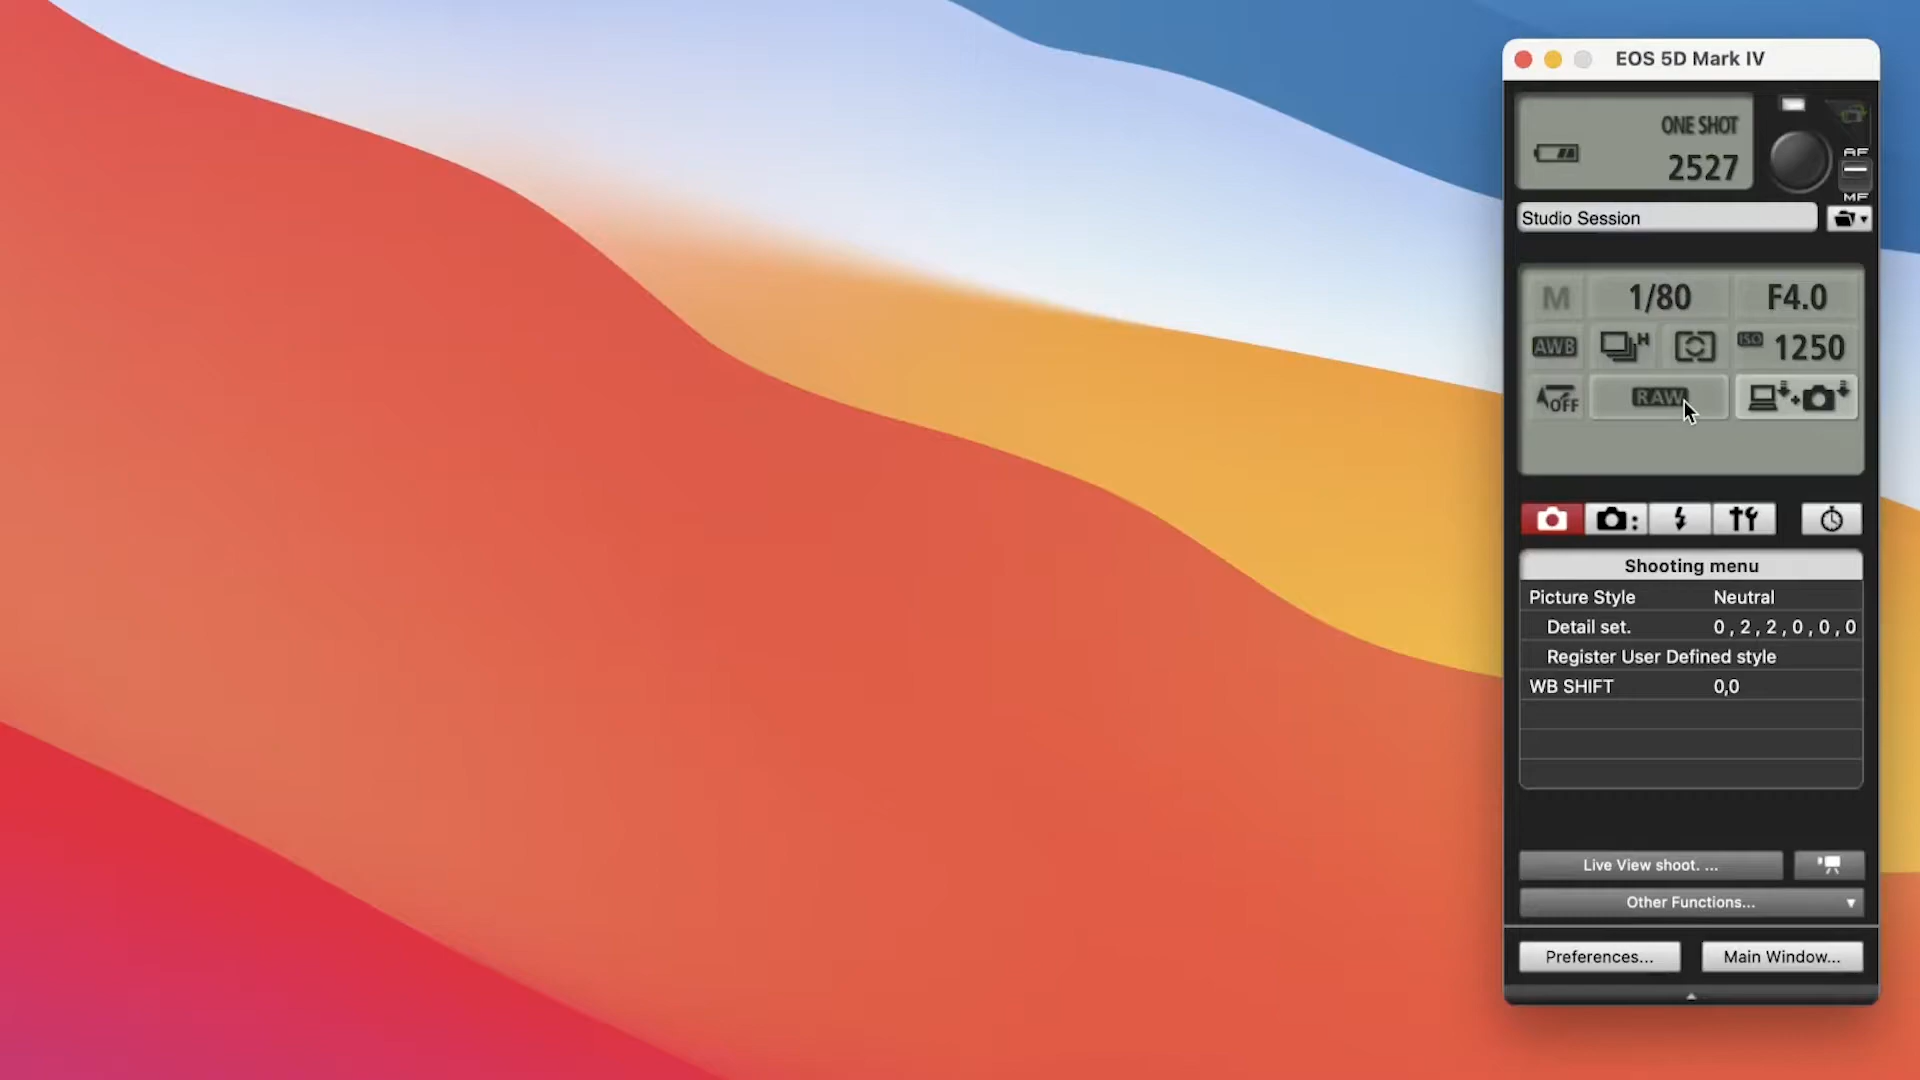 EOS 5D Mark IV
ONE SHOT
2527
AF
MF
Studio Session
M 1/80 F4.0
AWB H ISO 1250
A OFF RAW
Shooting menu
Picture Style Neutral
Detail set. 0 , 2 , 2 , 0 , 0 , 0
Register User Defined style
WB SHIFT 0,0
Live View shoot. ...
Other Functions...
Preferences... Main Window...